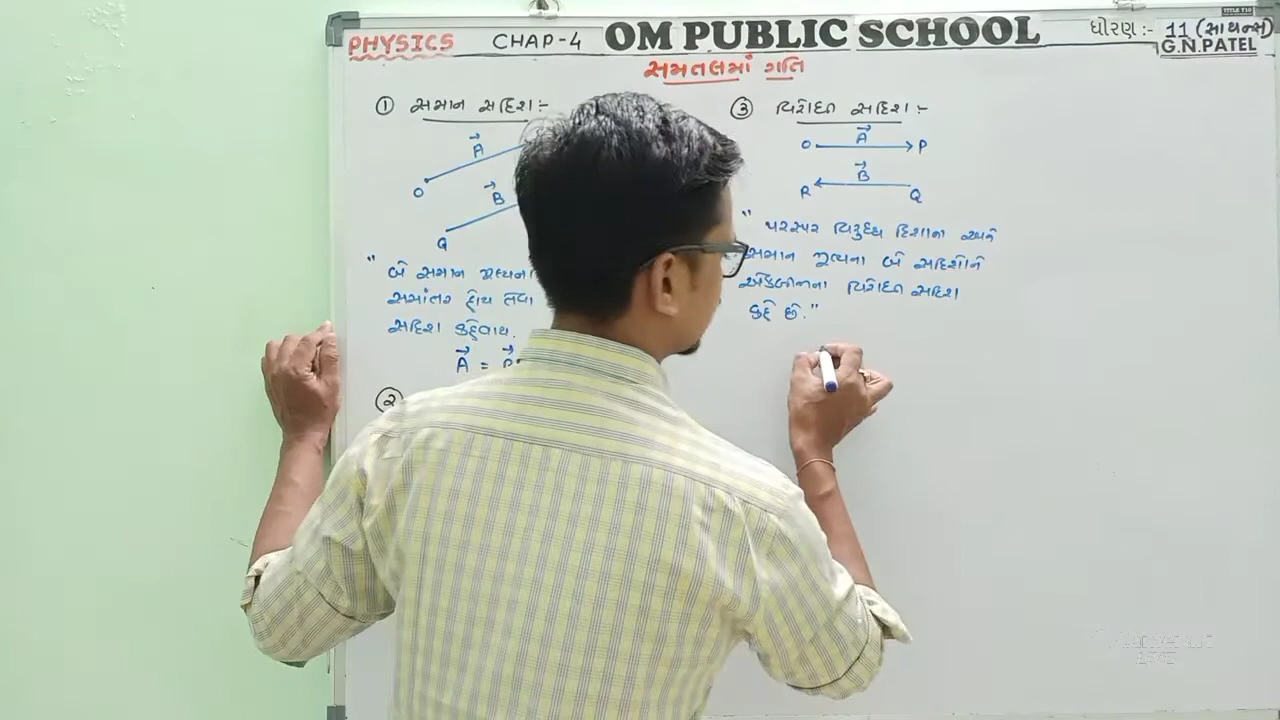 PHYSICS CHAP-4 OM PUBLIC SCHOOL ધોરણ :- 11 (સાયન્સ)
G.N.PATEL
સમતલમાં ગતિ
① સમાન સદિશ :-
A
O
B
Q
" બે સમાન મૂલ્યના
સમાંતર હોય તેવા
સદિશ કહેવાય.
A =
②
③ વિરોધી સદિશ :-
O A P
R B Q
" પરસ્પર વિરુદ્ધ દિશાના અને
સમાન મૂલ્યના બે સદિશોને
એકબીજાના વિરોધી સદિશ
કહે છે."